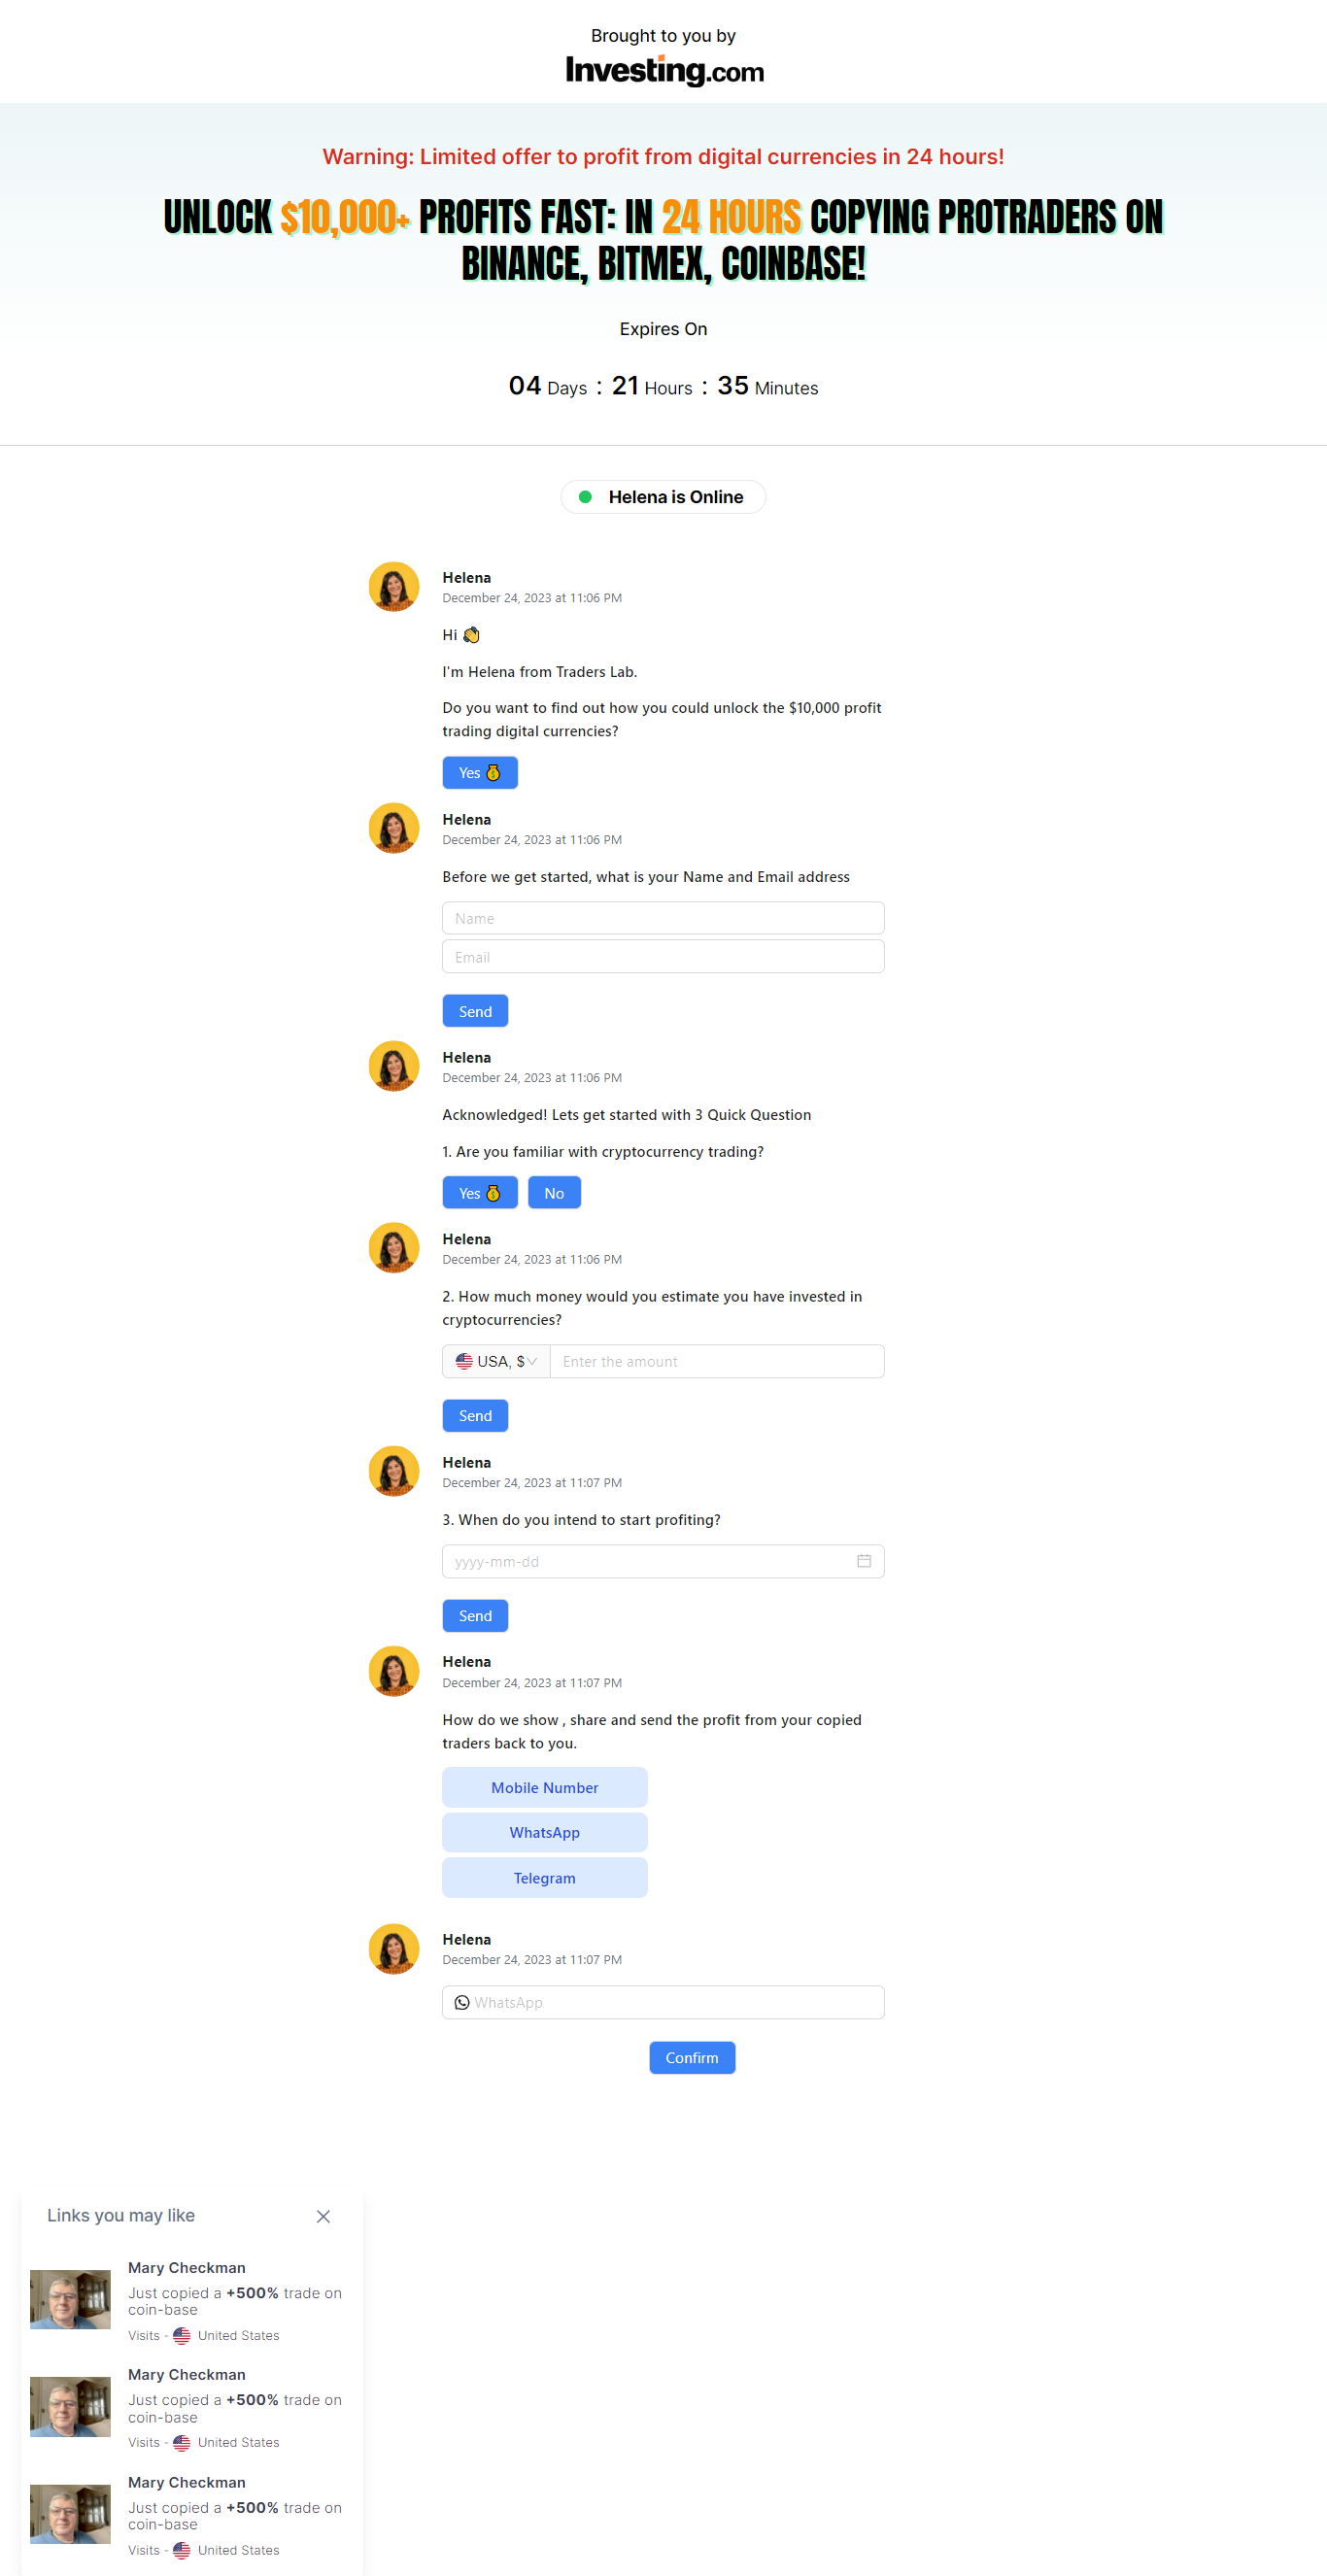 Brought to you by
Investing.com
Warning: Limited offer to profit from digital currencies in 24 hours!
UNLOCK $10,000+ PROFITS FAST: IN 24 HOURS COPYING PROTRADERS ON
BINANCE, BITMEX, COINBASE!
Expires On
04 Days : 21 Hours : 35 Minutes
Helena is Online
Helena
December 24, 2023 at 11:06 PM
Hi 👋
I'm Helena from Traders Lab.
Do you want to find out how you could unlock the $10,000 profit
trading digital currencies?
Yes 💰
Helena
December 24, 2023 at 11:06 PM
Before we get started, what is your Name and Email address
Name
Email
Send
Helena
December 24, 2023 at 11:06 PM
Acknowledged! Lets get started with 3 Quick Question
1. Are you familiar with cryptocurrency trading?
Yes 💰 No
Helena
December 24, 2023 at 11:06 PM
2. How much money would you estimate you have invested in
cryptocurrencies?
USA, $ Enter the amount
Send
Helena
December 24, 2023 at 11:07 PM
3. When do you intend to start profiting?
yyyy-mm-dd
Send
Helena
December 24, 2023 at 11:07 PM
How do we show , share and send the profit from your copied
traders back to you.
Mobile Number
WhatsApp
Telegram
Helena
December 24, 2023 at 11:07 PM
WhatsApp
Confirm
Links you may like
Mary Checkman
Just copied a +500% trade on
coin-base
Visits - United States
Mary Checkman
Just copied a +500% trade on
coin-base
Visits - United States
Mary Checkman
Just copied a +500% trade on
coin-base
Visits - United States